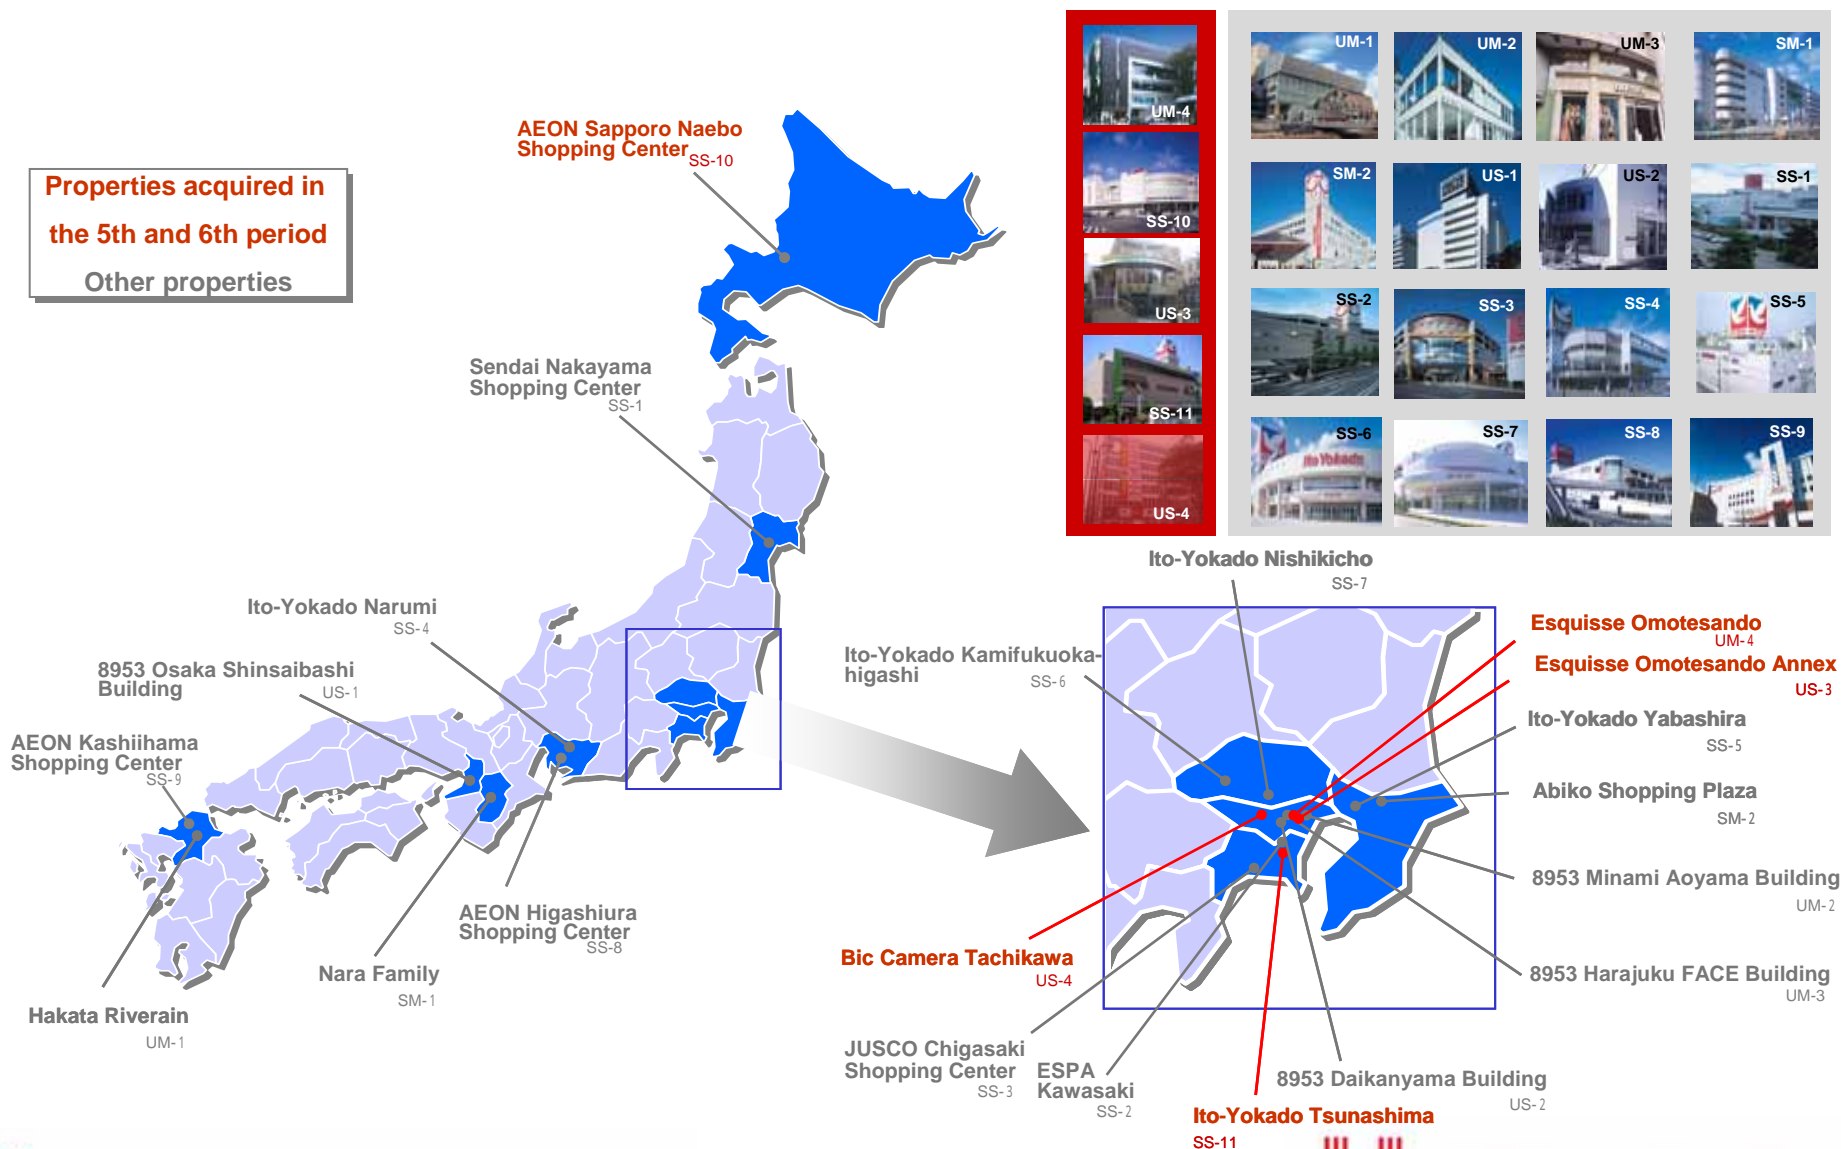 UM-1
UM-2
UM-3
SM-1
UM-4
AEON Sapporo Naebo
Shopping Center
SS-10
Properties acquired in
the 5th and 6th period
Other properties
SM-2
US-1
US-2
SS-1
SS-10
US-3
SS-2
SS-3
SS-4
SS-5
Sendai Nakayama
Shopping Center
SS-1
SS-11
SS-6
Ito Yokado
SS-7
SS-8
SS-9
US-4
Ito-Yokado Nishikicho
SS-7
Ito-Yokado Narumi
SS-4
8953 Osaka Shinsaibashi
Building
US-1
AEON Kashiihama
Shopping Center
SS-9
Ito-Yokado Kamifukuoka-
higashi
SS-6
Esquisse Omotesando
UM-4
Esquisse Omotesando Annex
US-3
Ito-Yokado Yabashira
SS-5
Abiko Shopping Plaza
SM-2
8953 Minami Aoyama Building
UM-2
8953 Harajuku FACE Building
UM-3
AEON Higashiura
Shopping Center
SS-8
Nara Family
SM-1
Hakata Riverain
UM-1
Bic Camera Tachikawa
US-4
JUSCO Chigasaki
Shopping Center
SS-3
ESPA
Kawasaki
SS-2
8953 Daikanyama Building
US-2
Ito-Yokado Tsunashima
SS-11